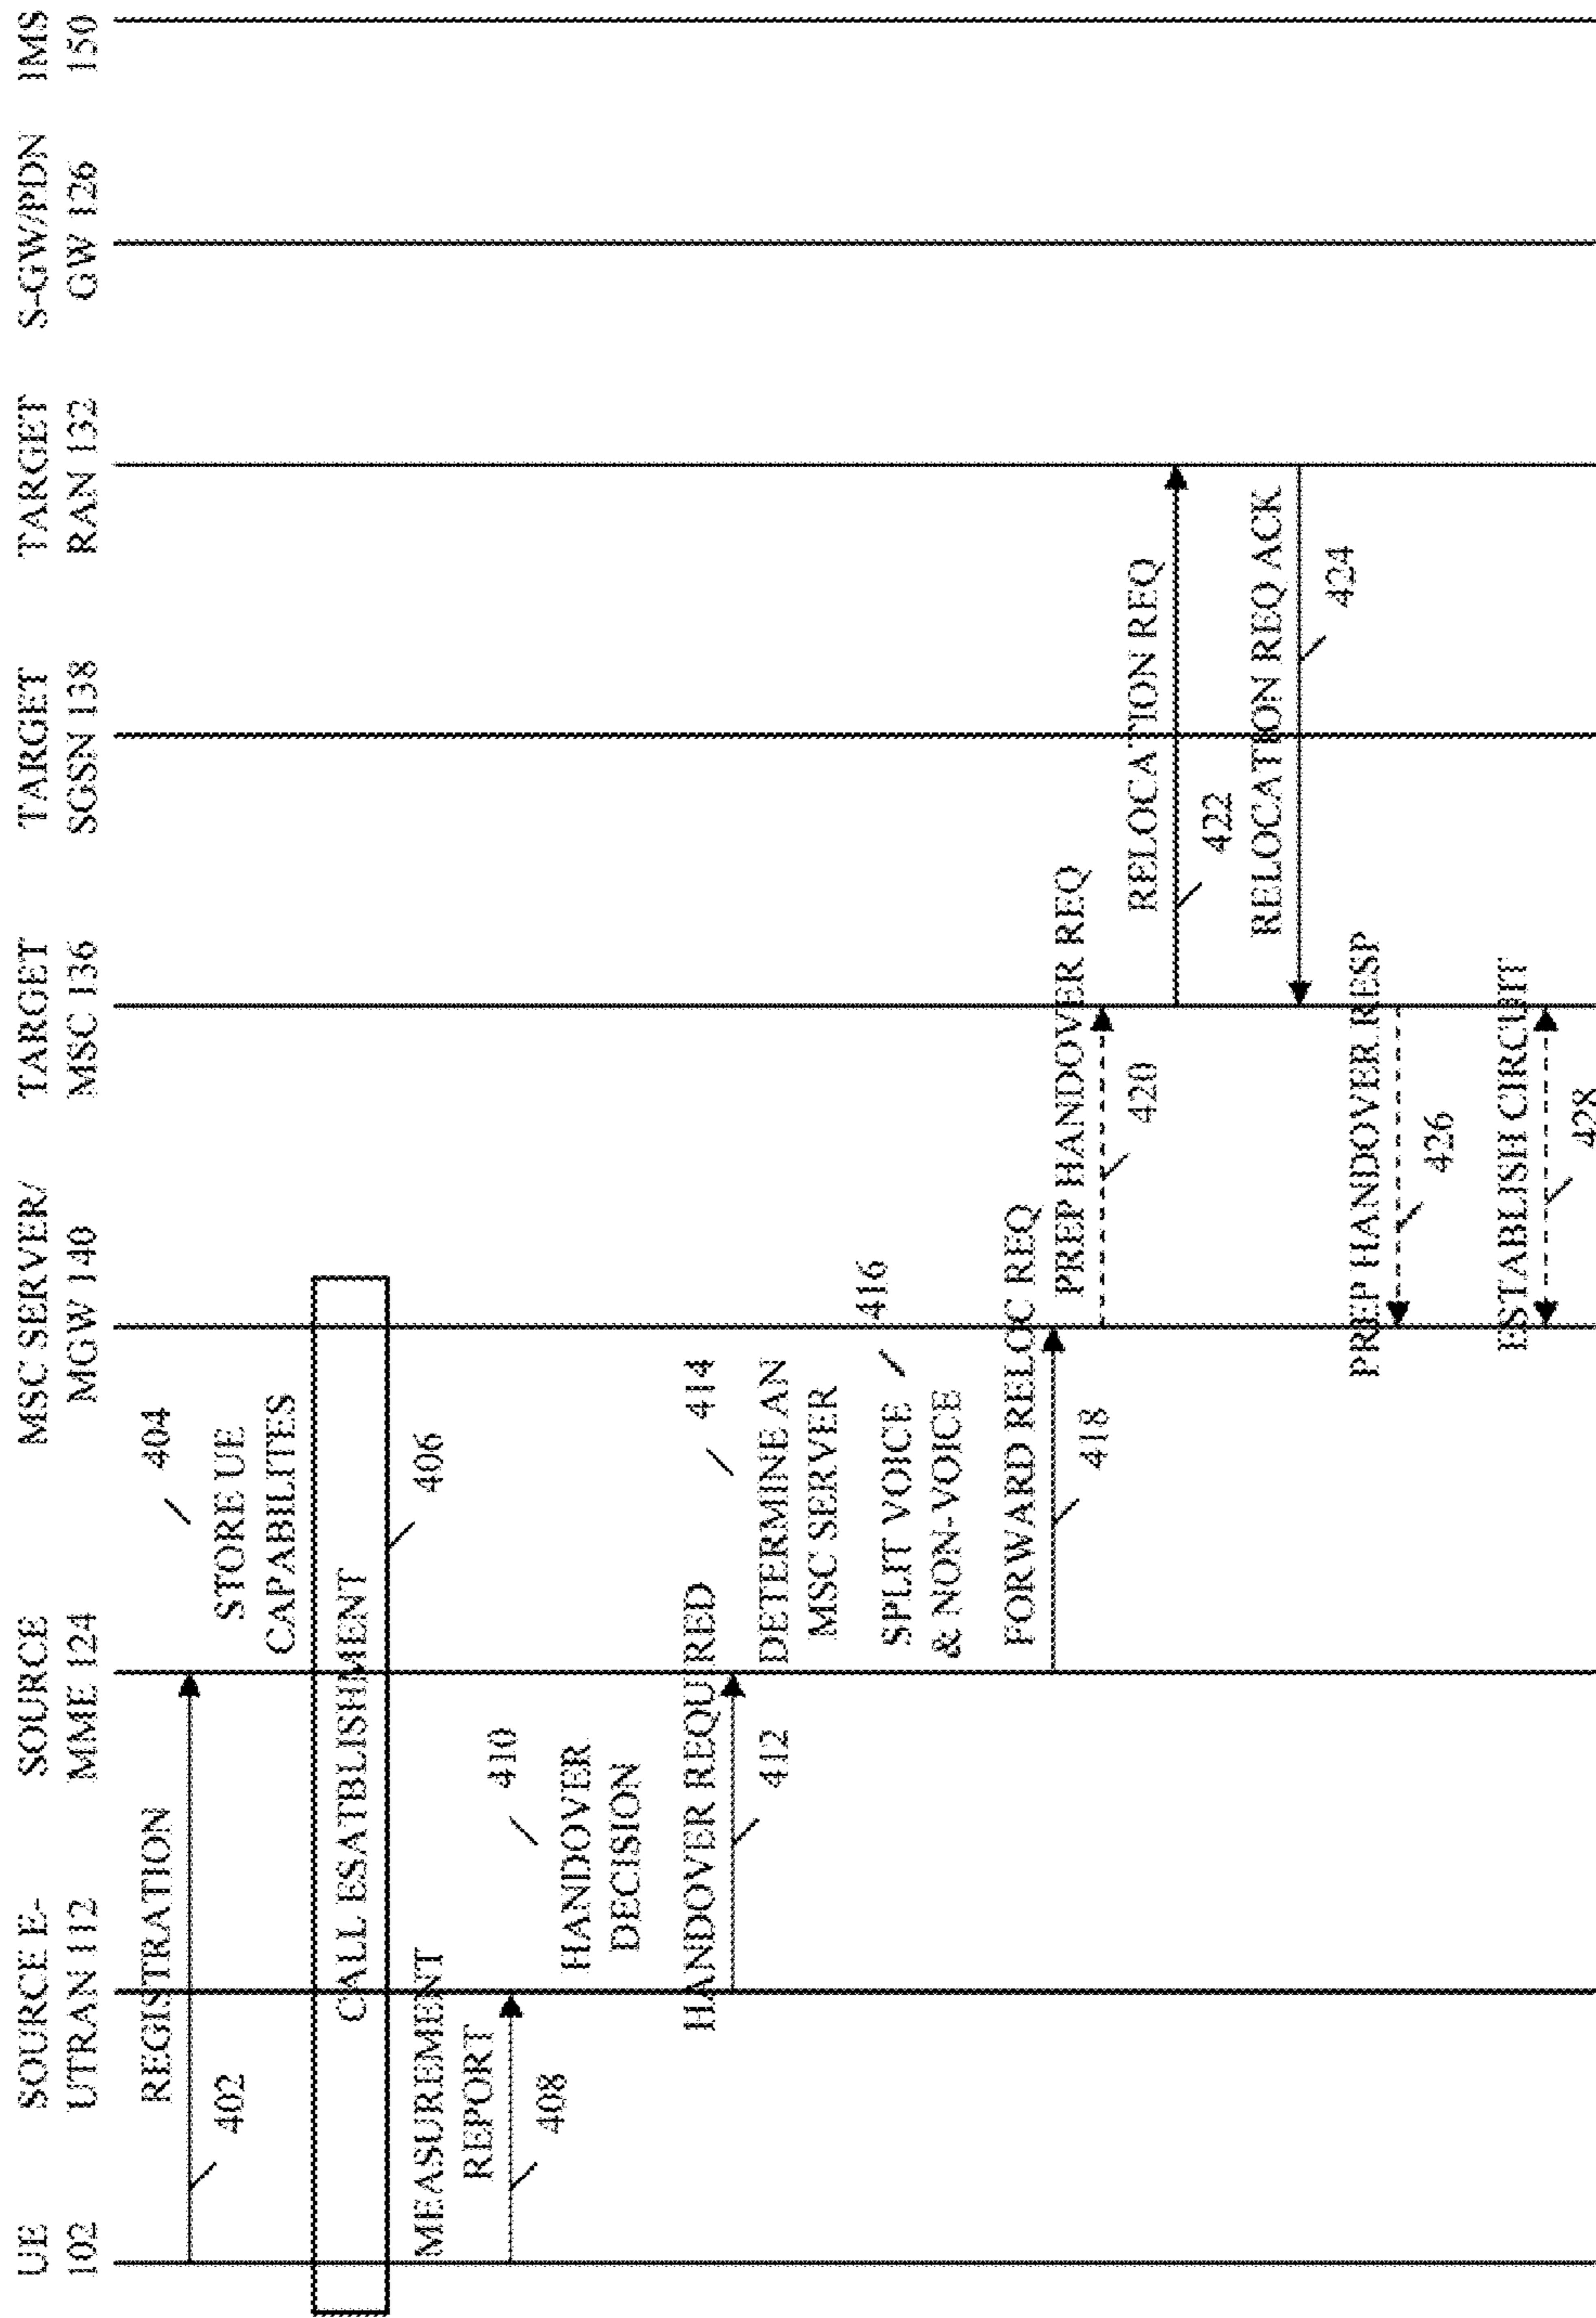 UE
102
SOURCE E-
UTRAN 112
SOURCE
MME 124
MSC SERVER/
MGW 140
TARGET
MSC 136
TARGET
SGSN 138
TARGET
RAN 132
S-GW/PDN
GW 126
IMS
150
REGISTRATION
402
404
STORE UE
CAPABILITES
CALL ESATBLISHMENT
406
MEASUREMENT
REPORT
408
410
HANDOVER
DECISION
HANDOVER REQUIRED
412
414
DETERMINE AN
MSC SERVER
416
SPLIT VOICE
& NON-VOICE
FORWARD RELOC REQ
418
PREP HANDOVER REQ
420
RELOCATION REQ
422
RELOCATION REQ ACK
424
PREP HANDOVER RESP
426
ESTABLISH CIRCUIT
428